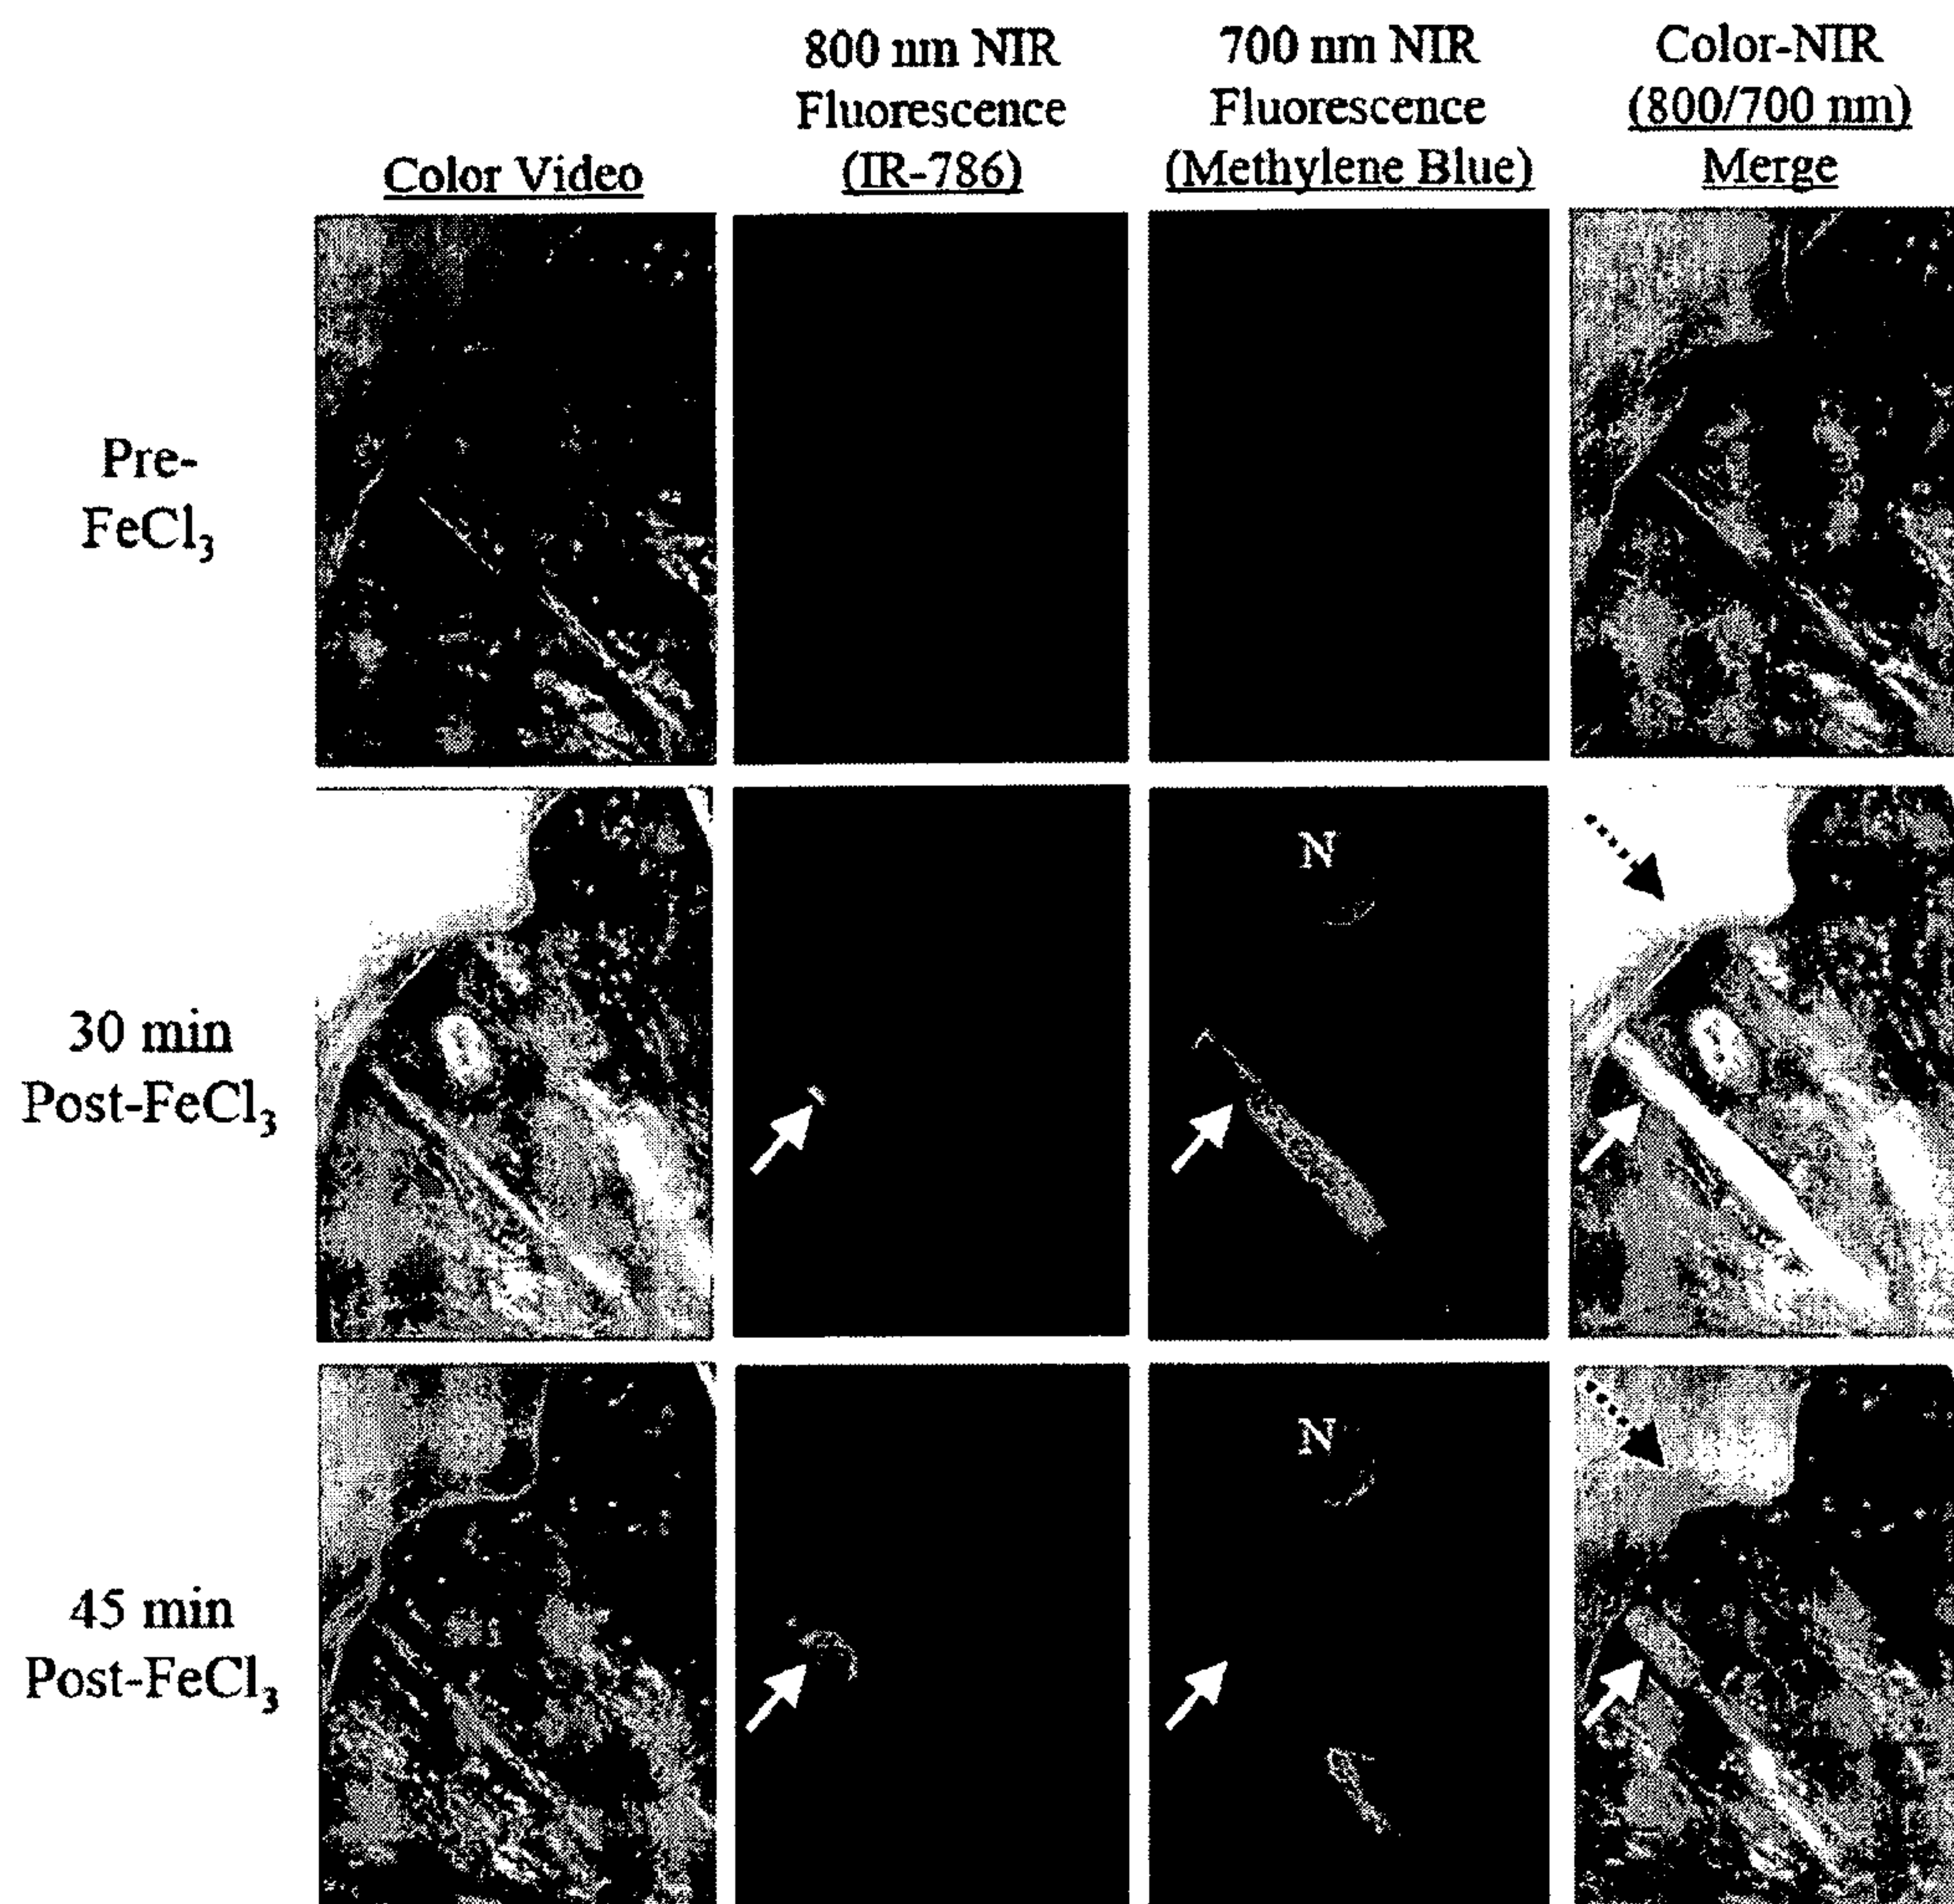 800 nm NIR
Fluorescence
(IR-786)
700 nm NIR
Fluorescence
(Methylene Blue)
Color-NIR
(800/700 nm)
Merge
Color Video
Pre-
FeCl₃
30 min
Post-FeCl₃
N
45 min
Post-FeCl₃
N